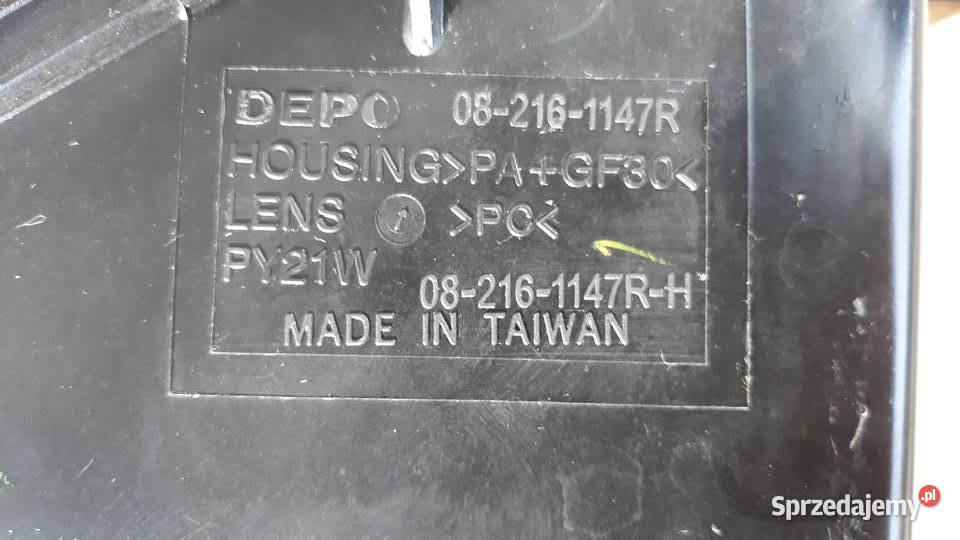 DEPO 08-216-1147R
HOUSING>PA+GF30<
LENS >PC<
PY21W
08-216-1147R-H
MADE IN TAIWAN
Sprzedajemy.pl